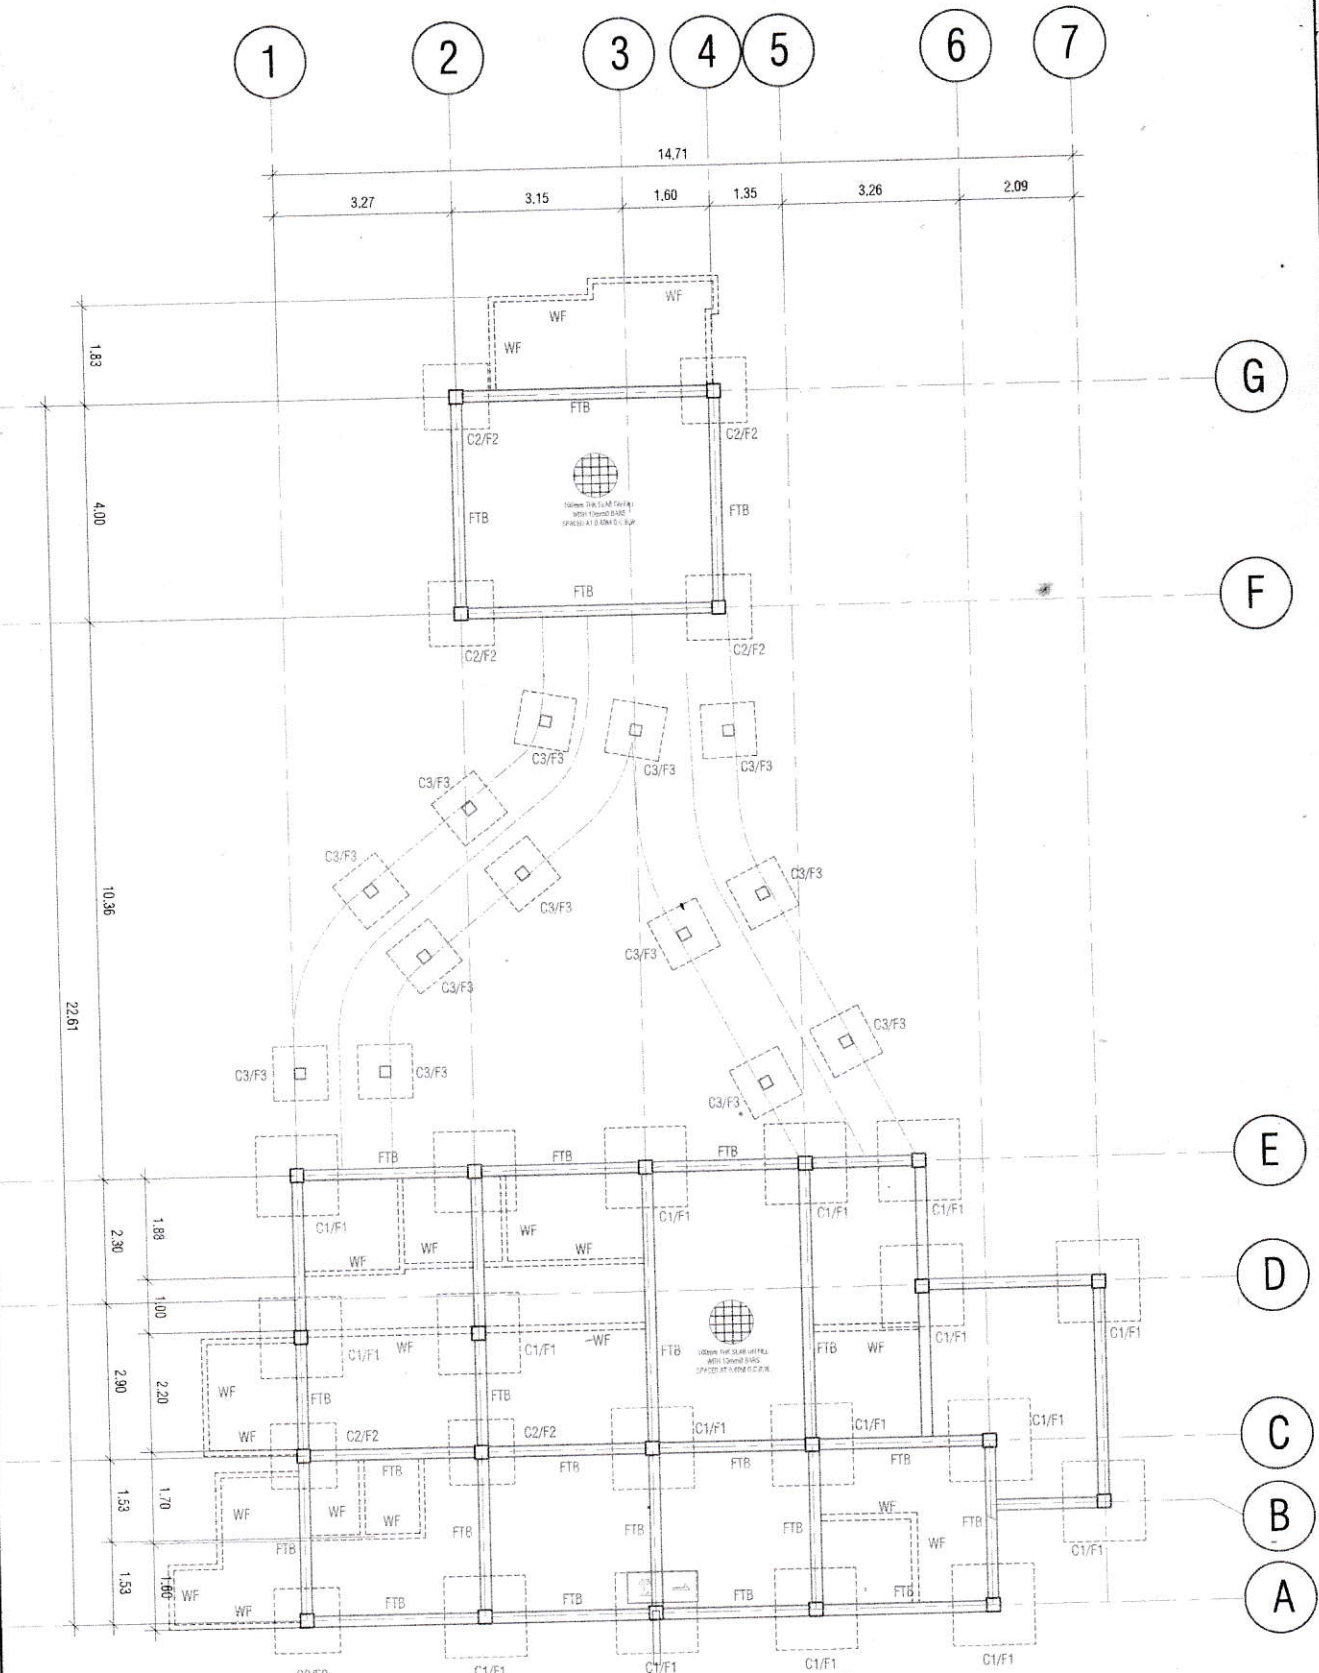 1 2 3 4 5 6 7
14.71
3.27 3.15 1.60 1.35 3.26 2.09
WF
WF
WF
1.83
G
FTB
C2/F2 C2/F2
4.00
FTB FTB
FTB
F
C2/F2 C2/F2
C3/F3 C3/F3 C3/F3
C3/F3
C3/F3 C3/F3
C3/F3
C3/F3
C3/F3
10.36
22.61
C3/F3
C3/F3 C3/F3
C3/F3
FTB FTB FTB
E
C1/F1 C1/F1 C1/F1 C1/F1
1.88
2.30
WF WF WF WF
D
1.00
C1/F1 WF C1/F1 WF
FTB FTB WF C1/F1 C1/F1
2.90
2.20
WF FTB FTB
WF C2/F2 C2/F2 C1/F1 C1/F1 C1/F1
C
FTB FTB FTB FTB
1.53
1.70
WF WF WF WF
B
FTB FTB FTB FTB WF FTB
C1/F1
1.53
1.60
WF WF
FTB FTB FTB FTB
A
C1/F1 C1/F1 C1/F1 C1/F1